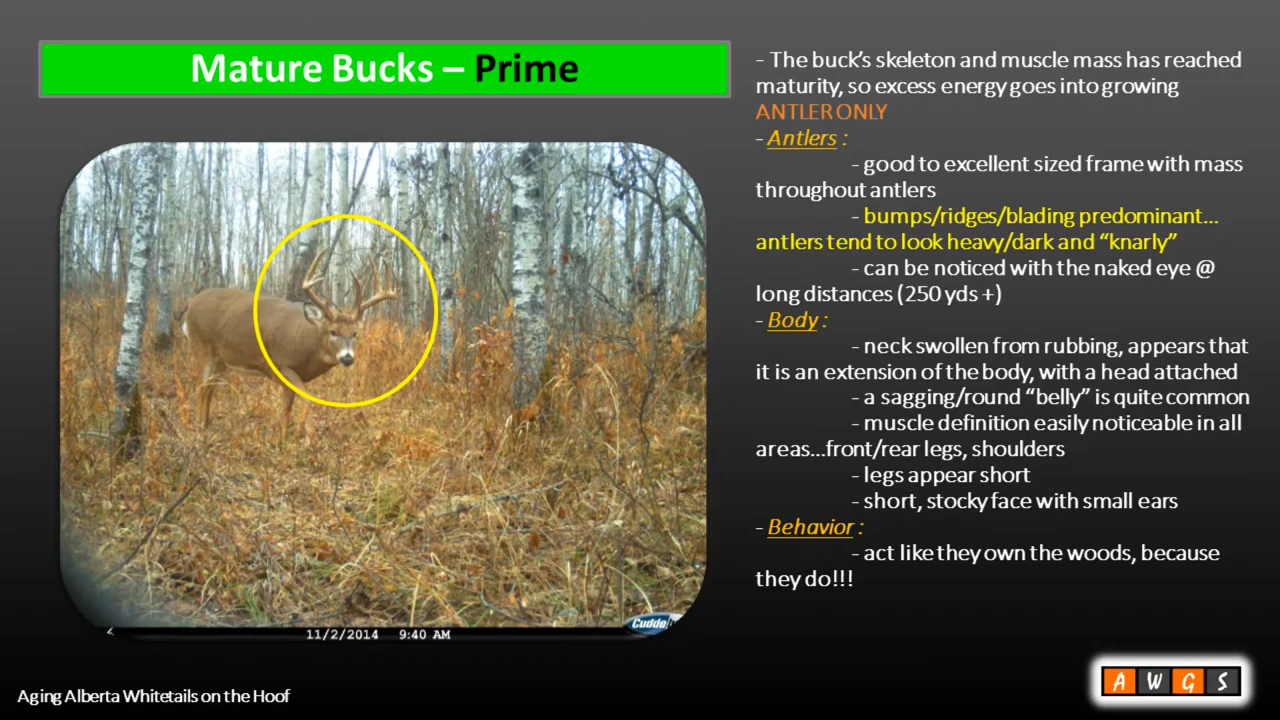 Mature Bucks – Prime
- The buck's skeleton and muscle mass has reached
maturity, so excess energy goes into growing
ANTLER ONLY
- Antlers :
- good to excellent sized frame with mass
throughout antlers
- bumps/ridges/blading predominant...
antlers tend to look heavy/dark and “knarly”
- can be noticed with the naked eye @
long distances (250 yds +)
- Body :
- neck swollen from rubbing, appears that
it is an extension of the body, with a head attached
- a sagging/round “belly” is quite common
- muscle definition easily noticeable in all
areas...front/rear legs, shoulders
- legs appear short
- short, stocky face with small ears
- Behavior :
- act like they own the woods, because
they do!!!
11/2/2014 9:40 AM
Aging Alberta Whitetails on the Hoof
A W G S